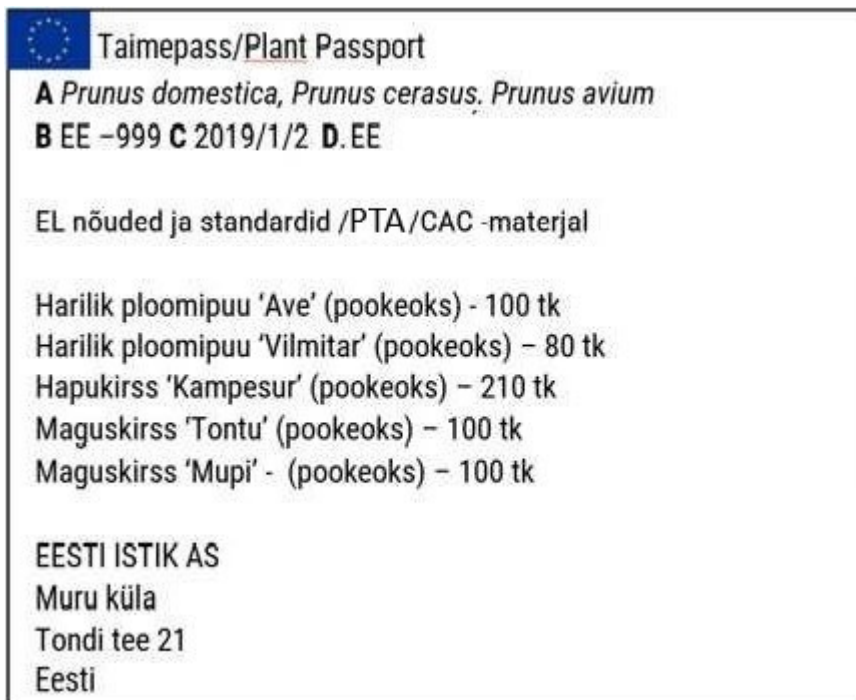 Taimepass/Plant Passport
A Prunus domestica, Prunus cerasus. Prunus avium
B EE –999 C 2019/1/2 D. EE
EL nõuded ja standardid /PTA/CAC -materjal
Harilik ploomipuu ‘Ave’ (pookeoks) - 100 tk
Harilik ploomipuu ‘Vilmitar’ (pookeoks) – 80 tk
Hapukirss ‘Kampesur’ (pookeoks) – 210 tk
Maguskirss ‘Tontu’ (pookeoks) – 100 tk
Maguskirss ‘Mupi’ - (pookeoks) – 100 tk
EESTI ISTIK AS
Muru küla
Tondi tee 21
Eesti